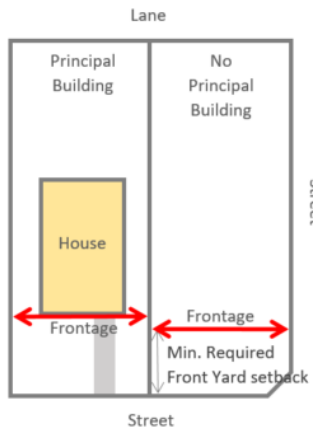 Lane
Principal
Building
No
Principal
Building
House
Frontage
Frontage
Min. Required
Front Yard setback
Street